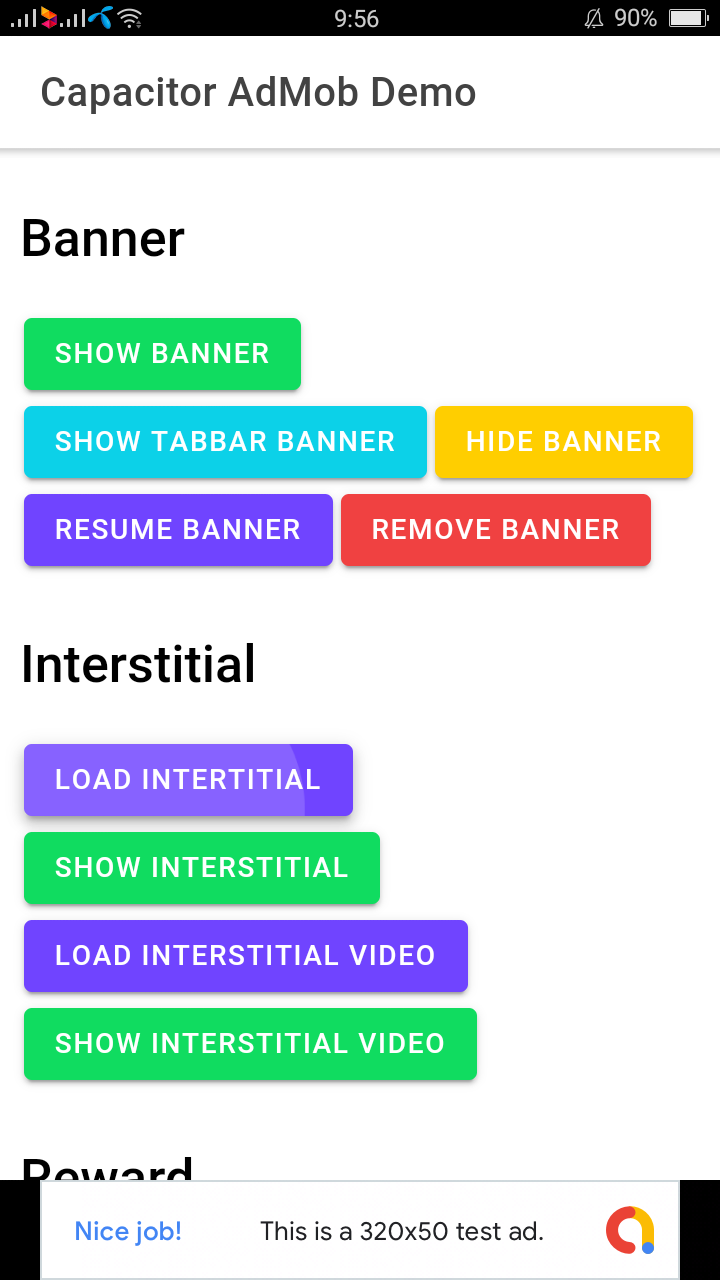 9:56
90%
Capacitor AdMob Demo
Banner
SHOW BANNER
SHOW TABBAR BANNER HIDE BANNER
RESUME BANNER REMOVE BANNER
Interstitial
LOAD INTERTITIAL
SHOW INTERSTITIAL
LOAD INTERSTITIAL VIDEO
SHOW INTERSTITIAL VIDEO
Reward
Nice job! This is a 320x50 test ad.